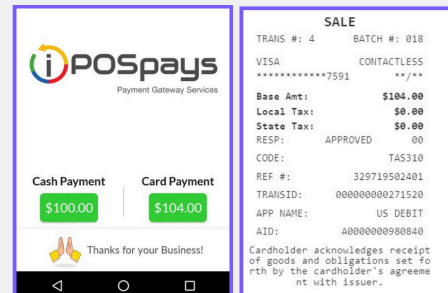 iPOSpays
Payment Gateway Services
Cash Payment Card Payment
$100.00 $104.00
Thanks for your Business!
SALE
TRANS #: 4 BATCH #: 018
VISA CONTACTLESS
************7591 **/**
Base Amt: $104.00
Local Tax: $0.00
State Tax: $0.00
RESP: APPROVED 00
CODE: TAS310
REF #: 329719502401
TRANSID: 000000000271520
APP NAME: US DEBIT
AID: A0000000980840
Cardholder acknowledges receipt
of goods and obligations set fo
rth by the cardholder's agreeme
nt with issuer.